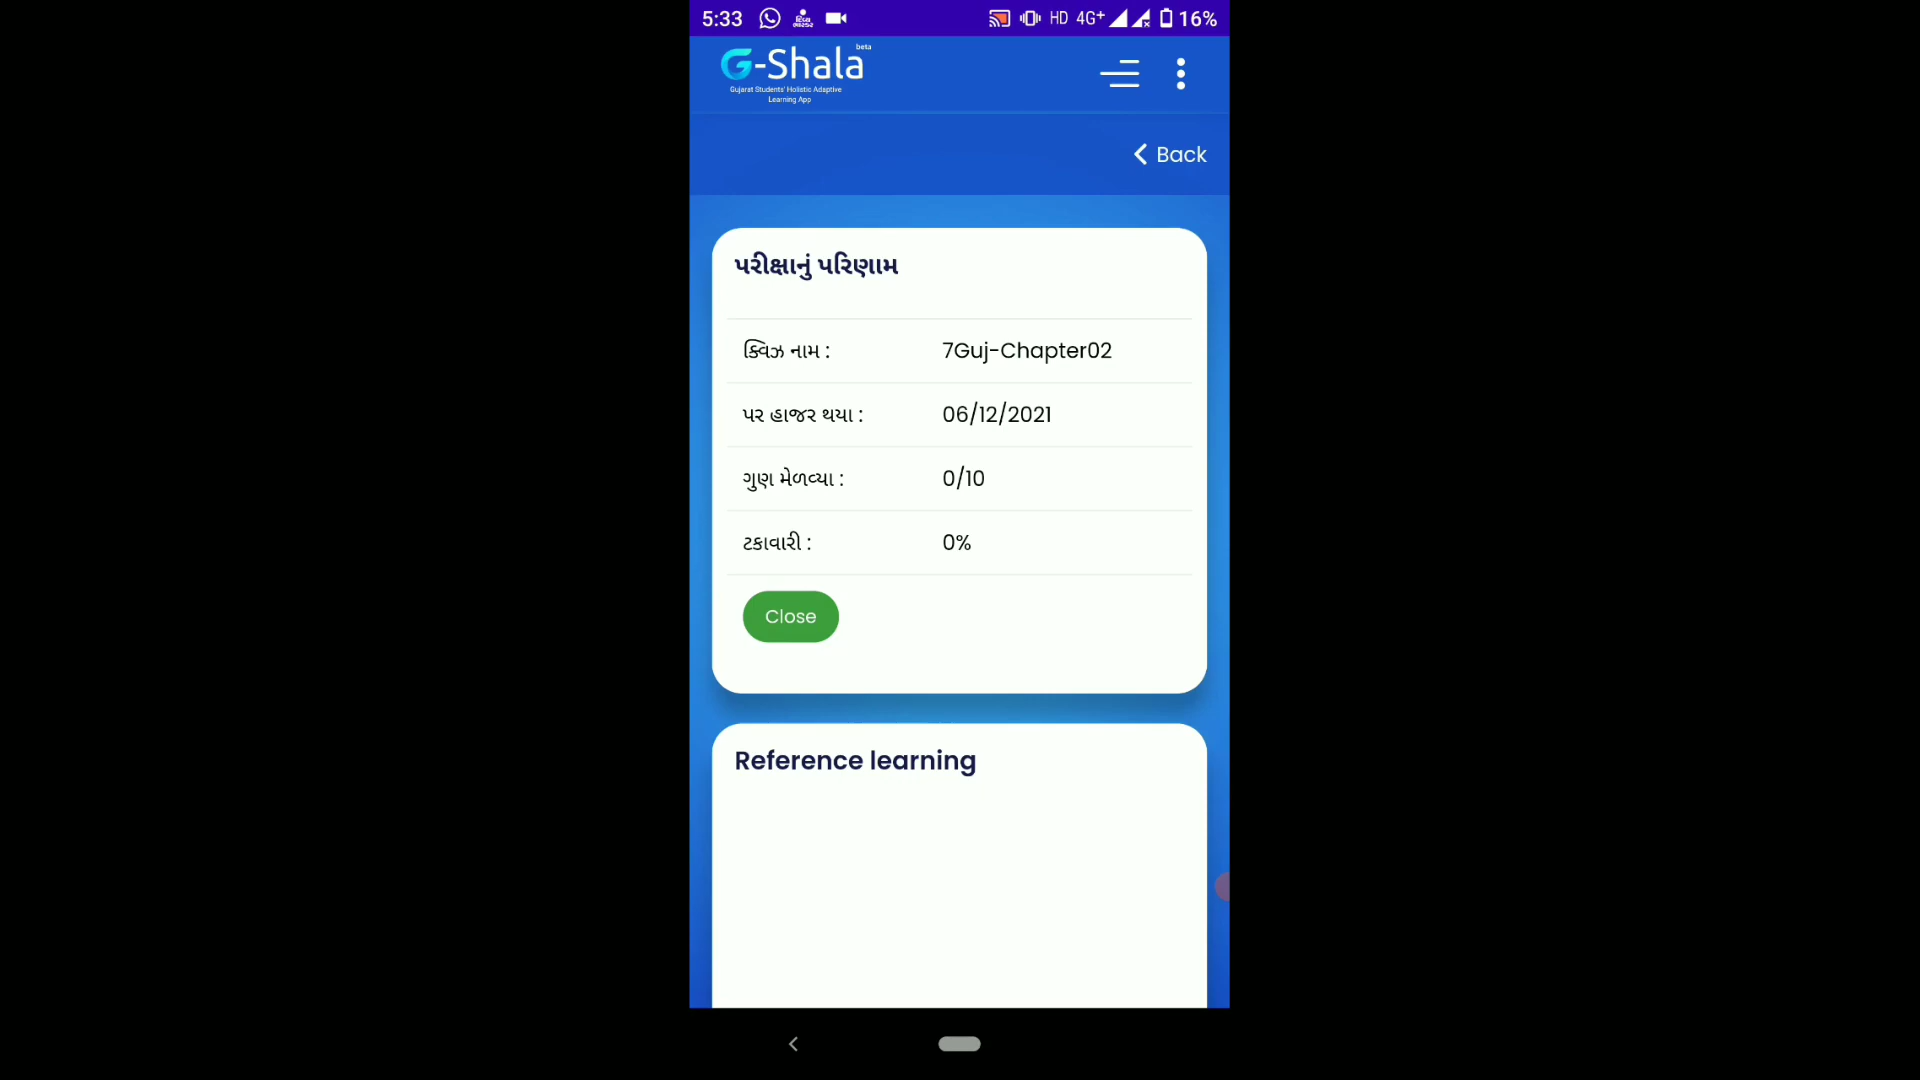 5:33 HD 4G+ 16%
G-Shala beta
Gujarat Students' Holistic Adaptive
Learning App
Back
પરીક્ષાનું પરિણામ
ક્વિઝ નામ : 7Guj-Chapter02
પર હાજર થયા : 06/12/2021
ગુણ મેળવ્યા : 0/10
ટકાવારી : 0%
Close
Reference learning